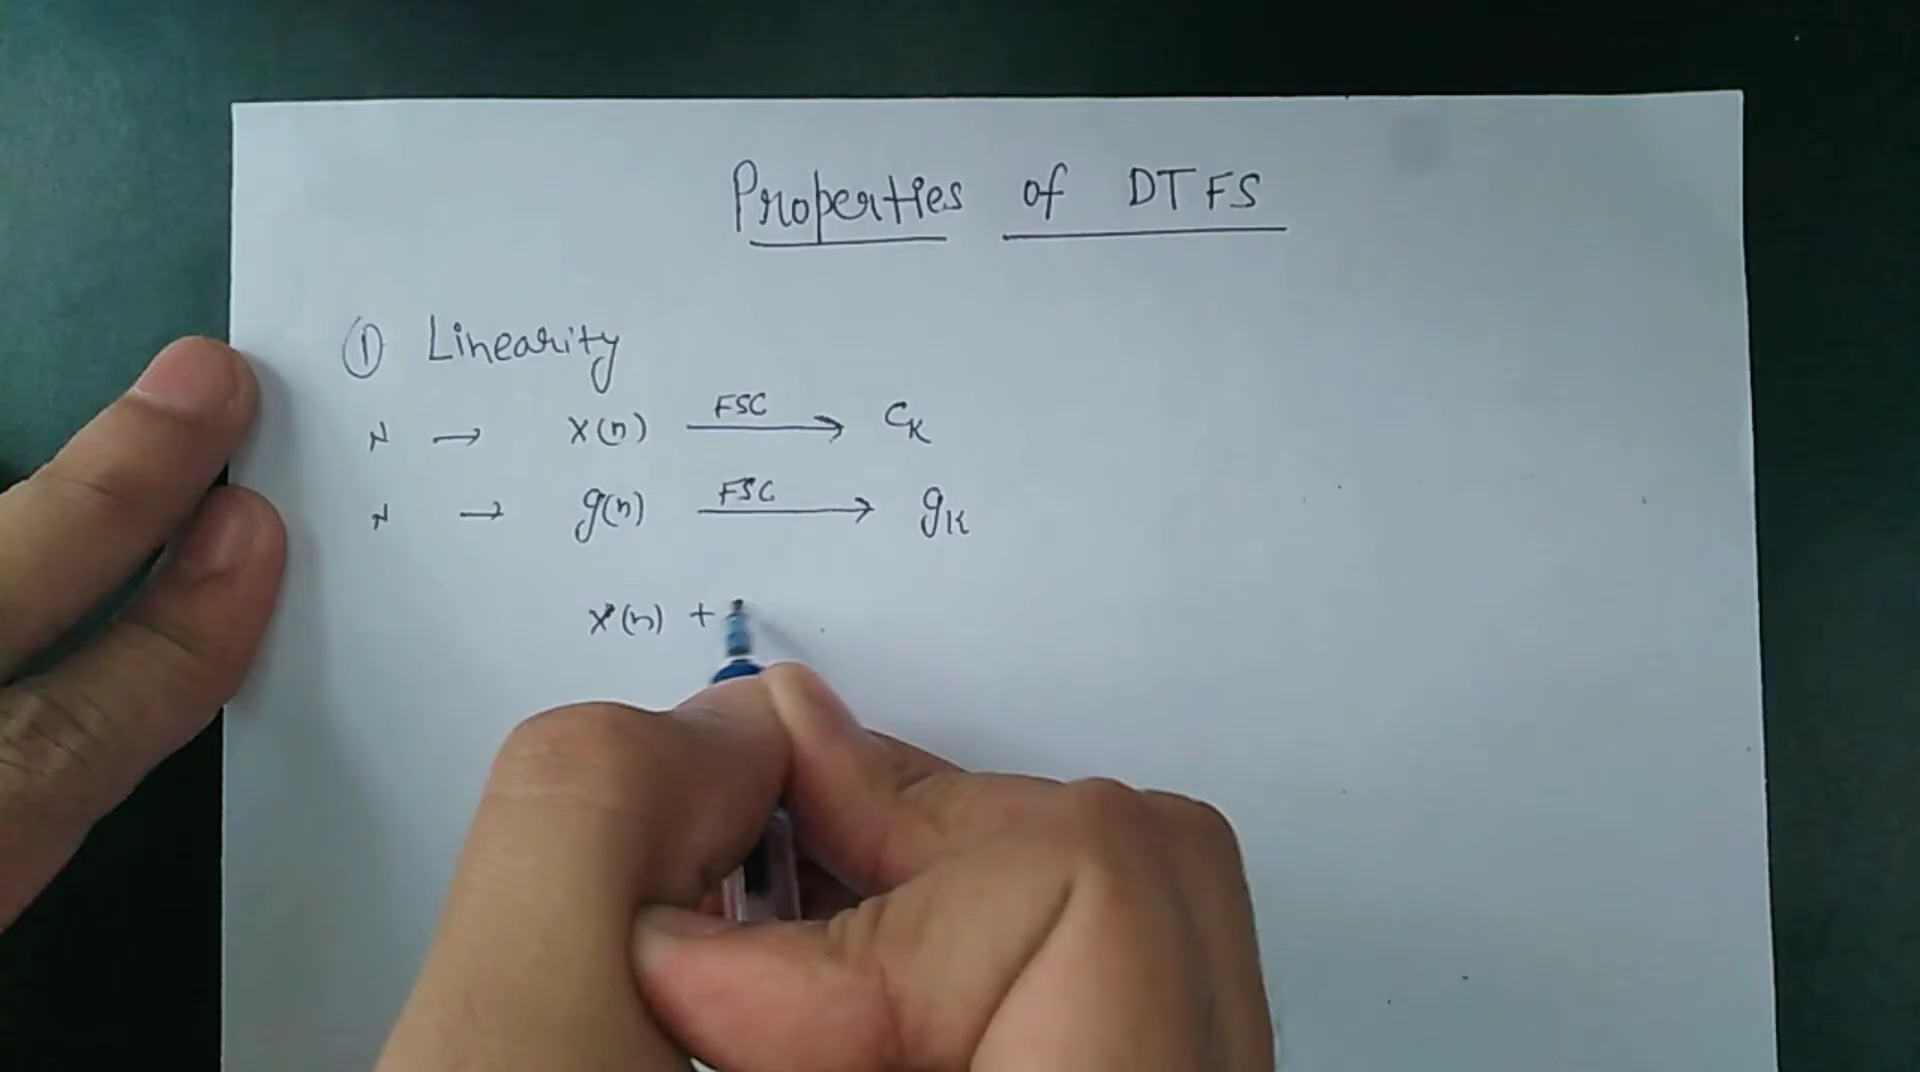 Properties of DTFS
① Linearity
N → x(n) FSC → CK
N → g(n) FSC → gK
x(n) +